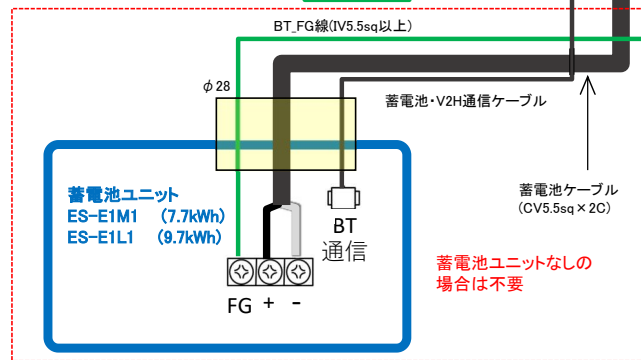 BT_FG線(IV5.5sq以上)
φ28
蓄電池・V2H通信ケーブル
蓄電池ケーブル
(CV5.5sq×2C)
蓄電池ユニット
ES-E1M1 (7.7kWh)
ES-E1L1 (9.7kWh)
BT
通信
FG + -
蓄電池ユニットなしの
場合は不要